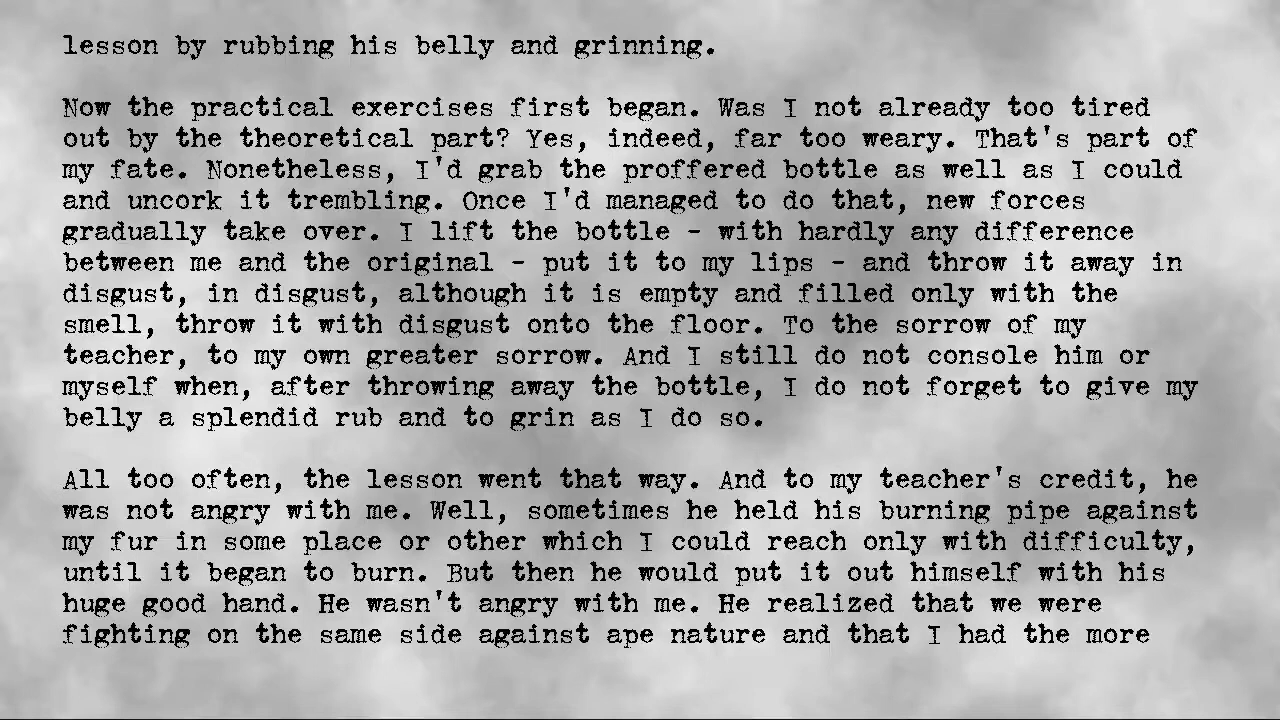 lesson by rubbing his belly and grinning.
Now the practical exercises first began. Was I not already too tired
out by the theoretical part? Yes, indeed, far too weary. That's part of
my fate. Nonetheless, I'd grab the proffered bottle as well as I could
and uncork it trembling. Once I'd managed to do that, new forces
gradually take over. I lift the bottle - with hardly any difference
between me and the original - put it to my lips - and throw it away in
disgust, in disgust, although it is empty and filled only with the
smell, throw it with disgust onto the floor. To the sorrow of my
teacher, to my own greater sorrow. And I still do not console him or
myself when, after throwing away the bottle, I do not forget to give my
belly a splendid rub and to grin as I do so.
All too often, the lesson went that way. And to my teacher's credit, he
was not angry with me. Well, sometimes he held his burning pipe against
my fur in some place or other which I could reach only with difficulty,
until it began to burn. But then he would put it out himself with his
huge good hand. He wasn't angry with me. He realized that we were
fighting on the same side against ape nature and that I had the more